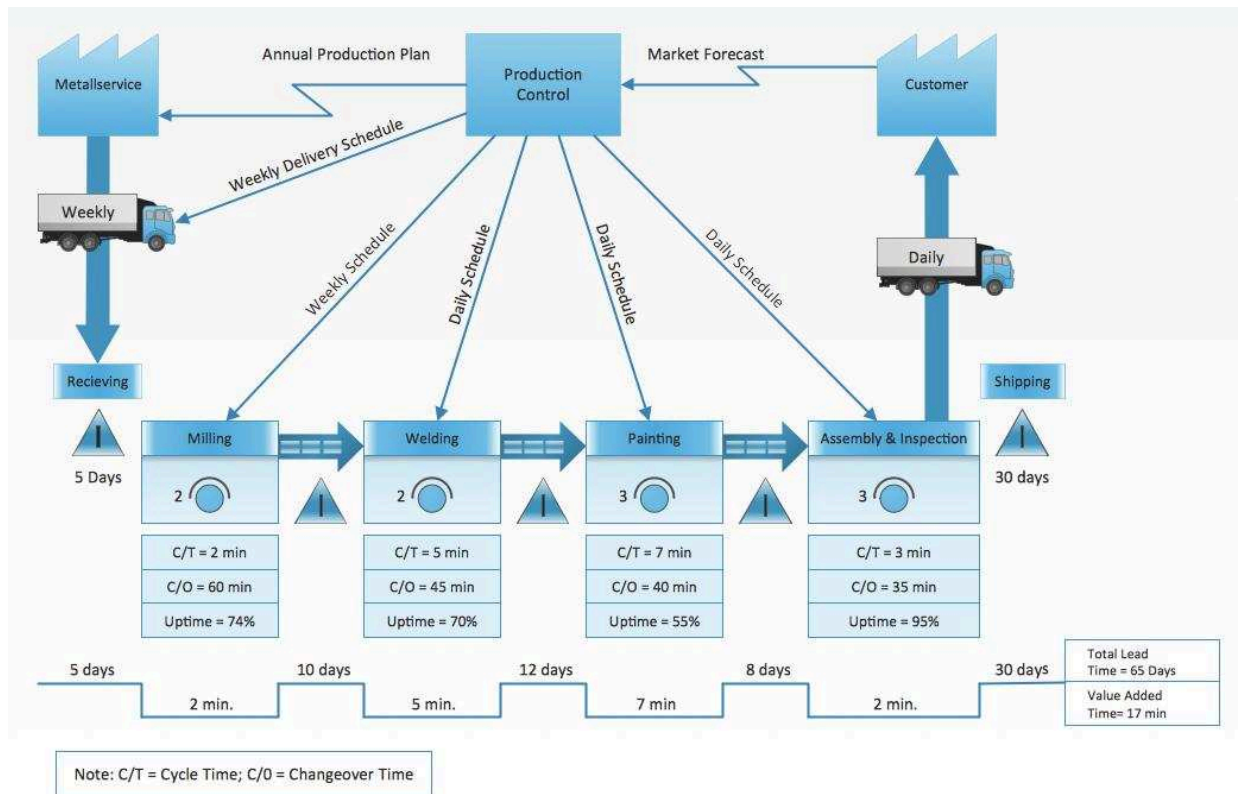 Metallservice
Annual Production Plan
Production
Control
Market Forecast
Customer
Weekly Delivery Schedule
Weekly
Weekly Schedule
Daily Schedule
Daily Schedule
Daily Schedule
Daily
Recieving
Shipping
I
5 Days
I
30 days
Milling
Welding
Painting
Assembly & Inspection
2
I
2
I
3
I
3
C/T = 2 min
C/T = 5 min
C/T = 7 min
C/T = 3 min
C/O = 60 min
C/O = 45 min
C/O = 40 min
C/O = 35 min
Uptime = 74%
Uptime = 70%
Uptime = 55%
Uptime = 95%
5 days
10 days
12 days
8 days
30 days
2 min.
5 min.
7 min
2 min.
Total Lead
Time = 65 Days
Value Added
Time= 17 min
Note: C/T = Cycle Time; C/0 = Changeover Time